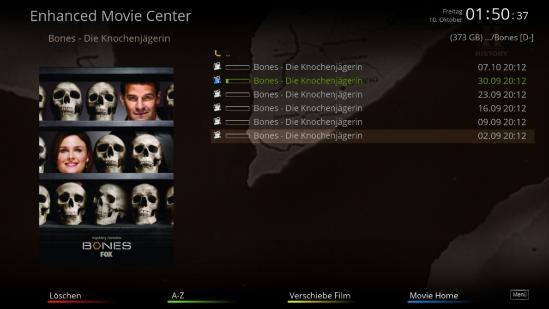 Enhanced Movie Center
Freitag
10. Oktober
01:50:37
Bones - Die Knochenjägerin
(373 GB) .../Bones [D-]
..
HISTORY
Bones - Die Knochenjägerin 07.10 20:12
Bones - Die Knochenjägerin 30.09 20:12
Bones - Die Knochenjägerin 23.09 20:12
Bones - Die Knochenjägerin 16.09 20:12
Bones - Die Knochenjägerin 09.09 20:12
Bones - Die Knochenjägerin 02.09 20:12
BONES
FOX
Löschen
A-Z
Verschiebe Film
Movie Home
Menü